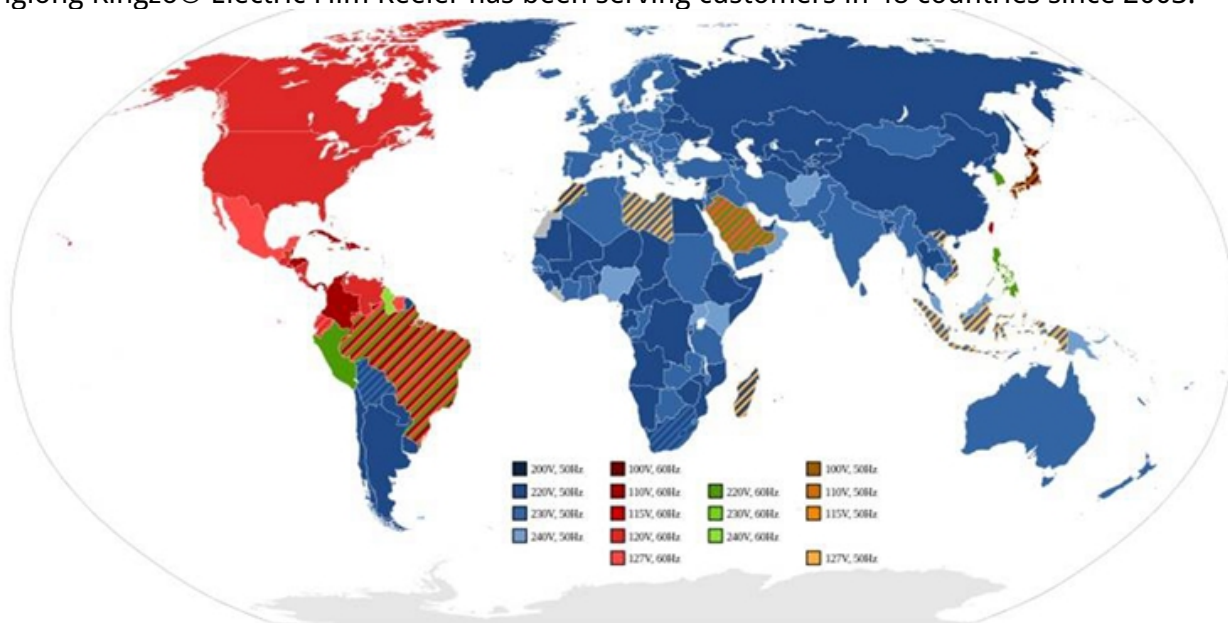 Electric Film Reeler has been serving customers in countries since
200V, 50Hz 100V, 60Hz 100V, 50Hz
220V, 50Hz 110V, 60Hz 220V, 60Hz 110V, 50Hz
230V, 50Hz 115V, 60Hz 230V, 60Hz 115V, 50Hz
240V, 50Hz 120V, 60Hz 240V, 60Hz
127V, 60Hz 127V, 50Hz